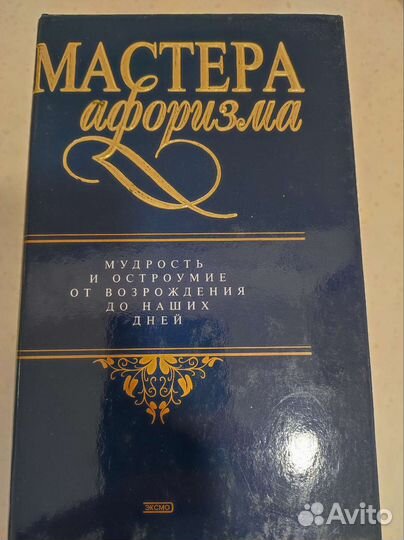 МАСТЕРА
афоризма
МУДРОСТЬ
И ОСТРОУМИЕ
ОТ ВОЗРОЖДЕНИЯ
ДО НАШИХ
ДНЕЙ
ЭКСМО
Avito